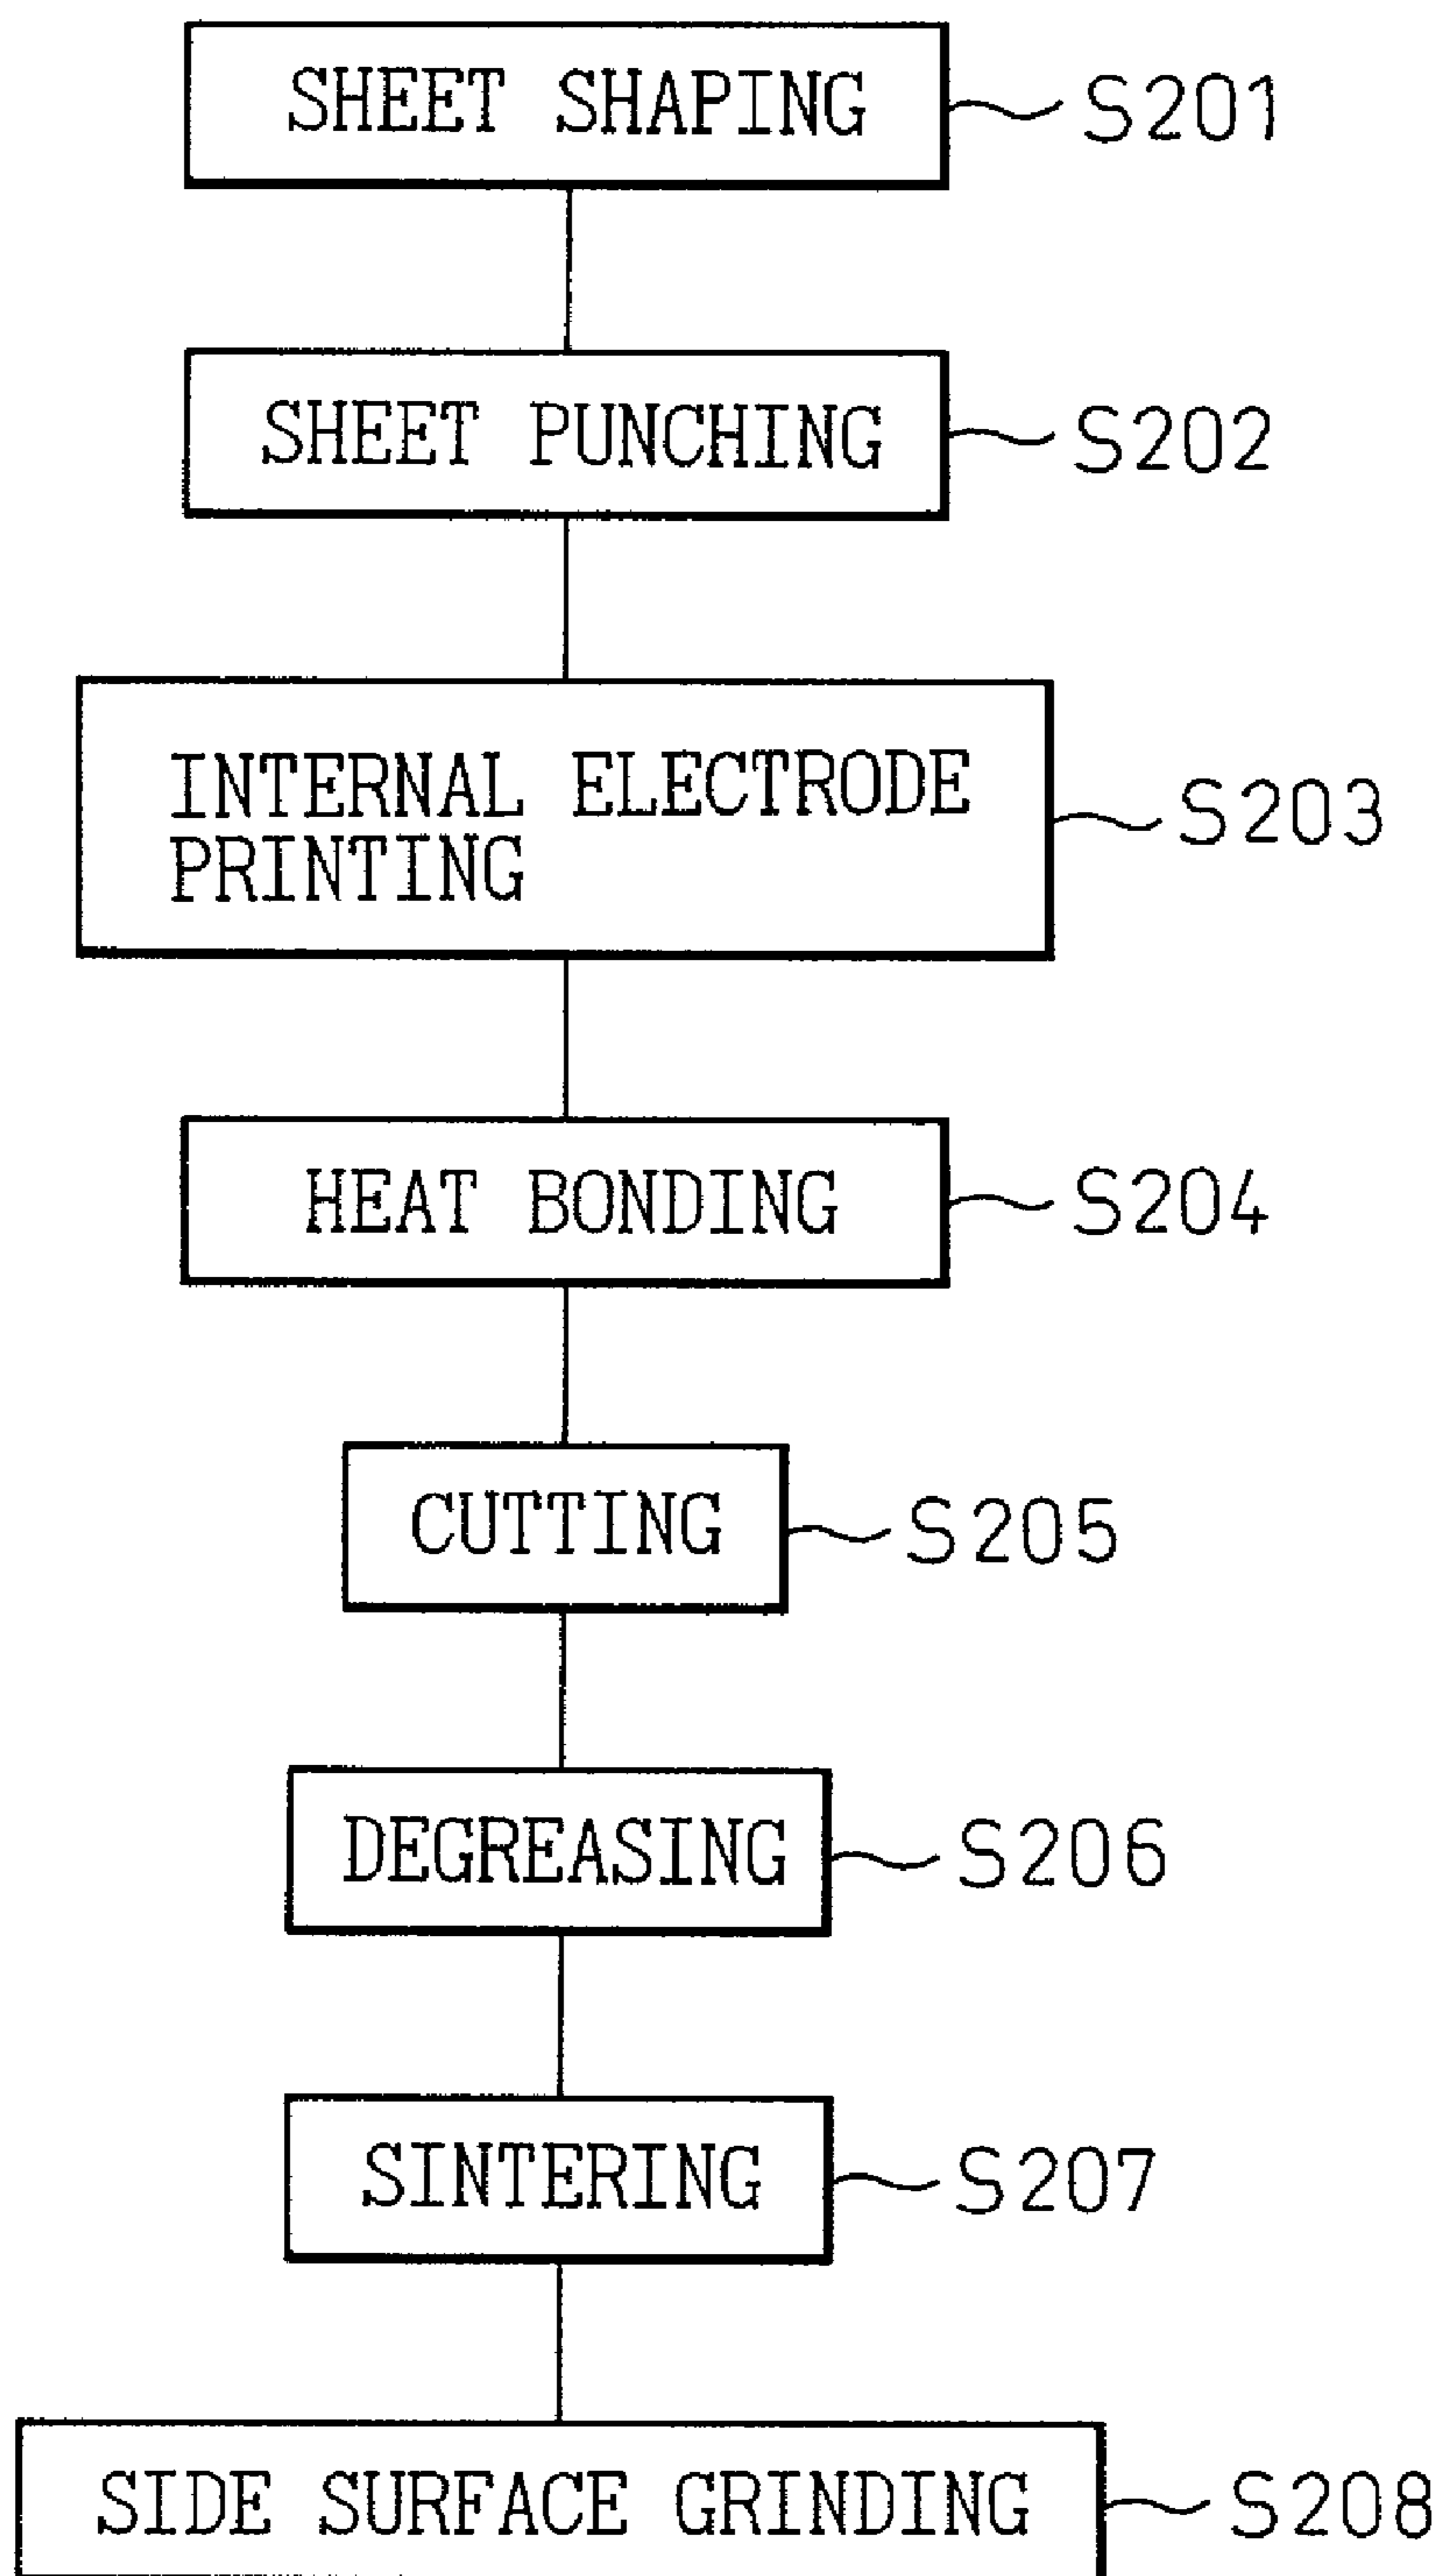 SHEET SHAPING S201
SHEET PUNCHING S202
INTERNAL ELECTRODE
PRINTING
S203
HEAT BONDING S204
CUTTING S205
DEGREASING S206
SINTERING S207
SIDE SURFACE GRINDING S208